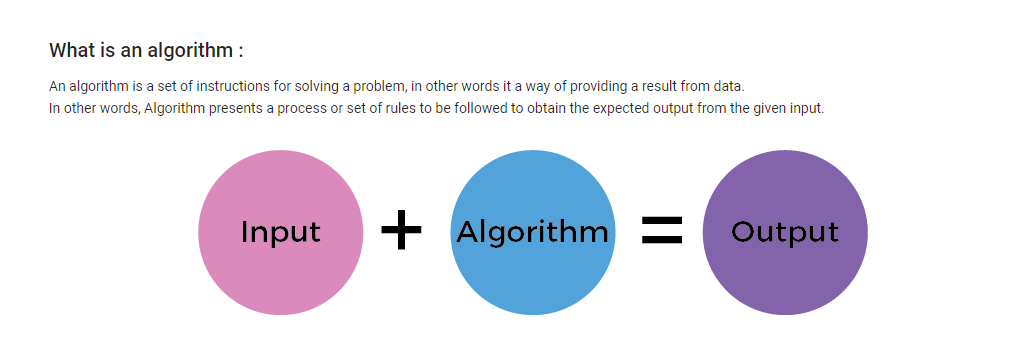 What is an algorithm :
An algorithm is a set of instructions for solving a problem, in other words it a way of providing a result from data.
In other words, Algorithm presents a process or set of rules to be followed to obtain the expected output from the given input.
Input + Algorithm = Output